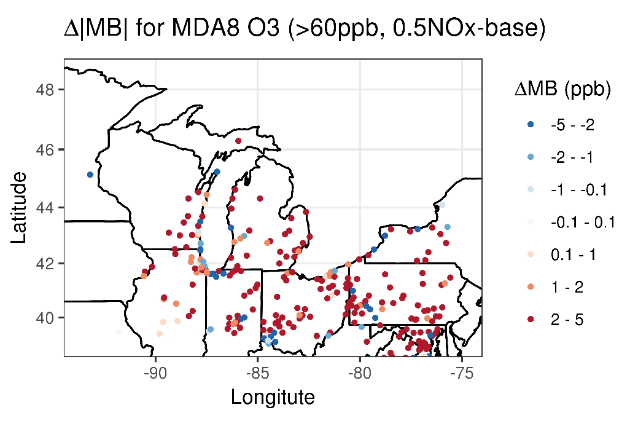 Δ|MB| for MDA8 O3 (>60ppb, 0.5NOx-base)
48
46
44
42
40
-90
-85
-80
-75
Latitude
Longitute
ΔMB (ppb)
-5 - -2
-2 - -1
-1 - -0.1
-0.1 - 0.1
0.1 - 1
1 - 2
2 - 5